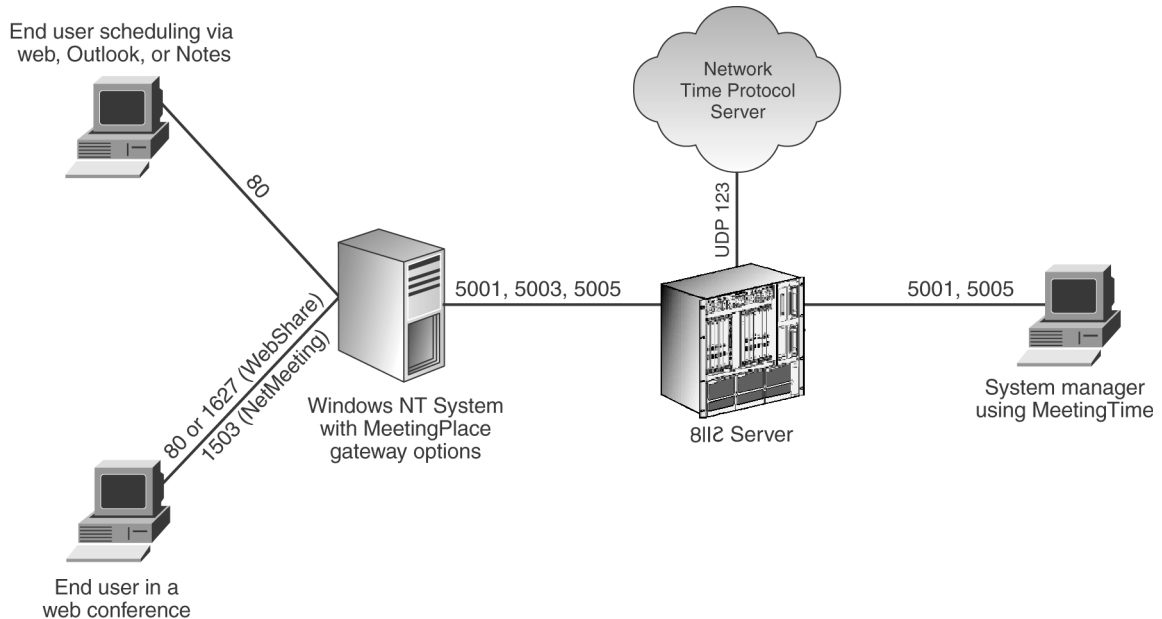 End user scheduling via
web, Outlook, or Notes
Network
Time Protocol
Server
80
UDP 123
5001, 5003, 5005
5001, 5005
80 or 1627 (WebShare)
1503 (NetMeeting)
Windows NT System
with MeetingPlace
gateway options
8112 Server
System manager
using MeetingTime
End user in a
web conference